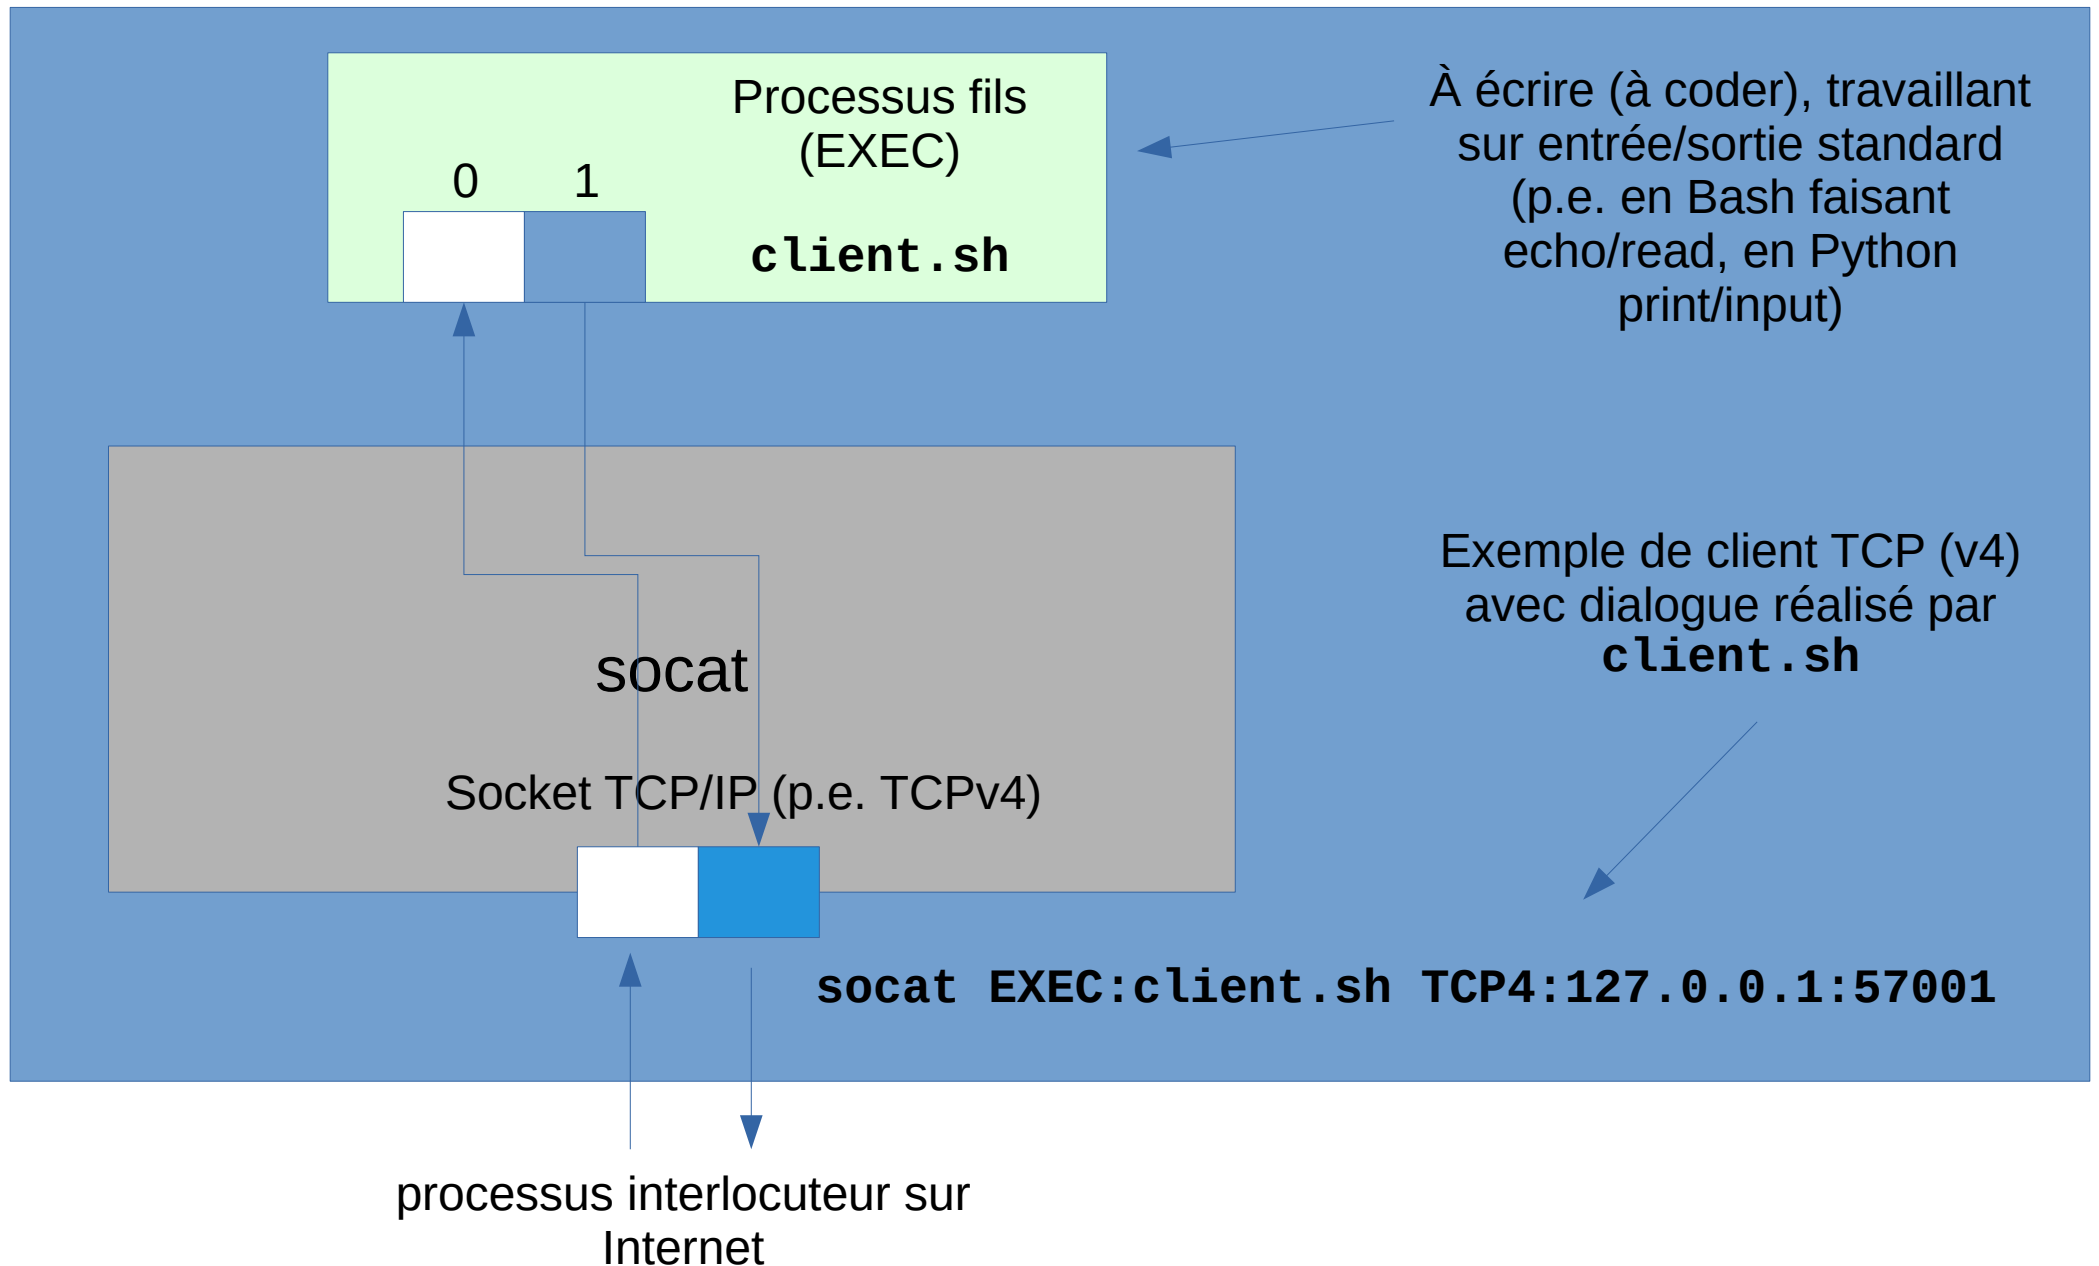 Processus fils
(EXEC)
0 1
client.sh
À écrire (à coder), travaillant
sur entrée/sortie standard
(p.e. en Bash faisant
echo/read, en Python
print/input)
socat
Socket TCP/IP (p.e. TCPv4)
Exemple de client TCP (v4)
avec dialogue réalisé par
client.sh
socat EXEC:client.sh TCP4:127.0.0.1:57001
processus interlocuteur sur
Internet